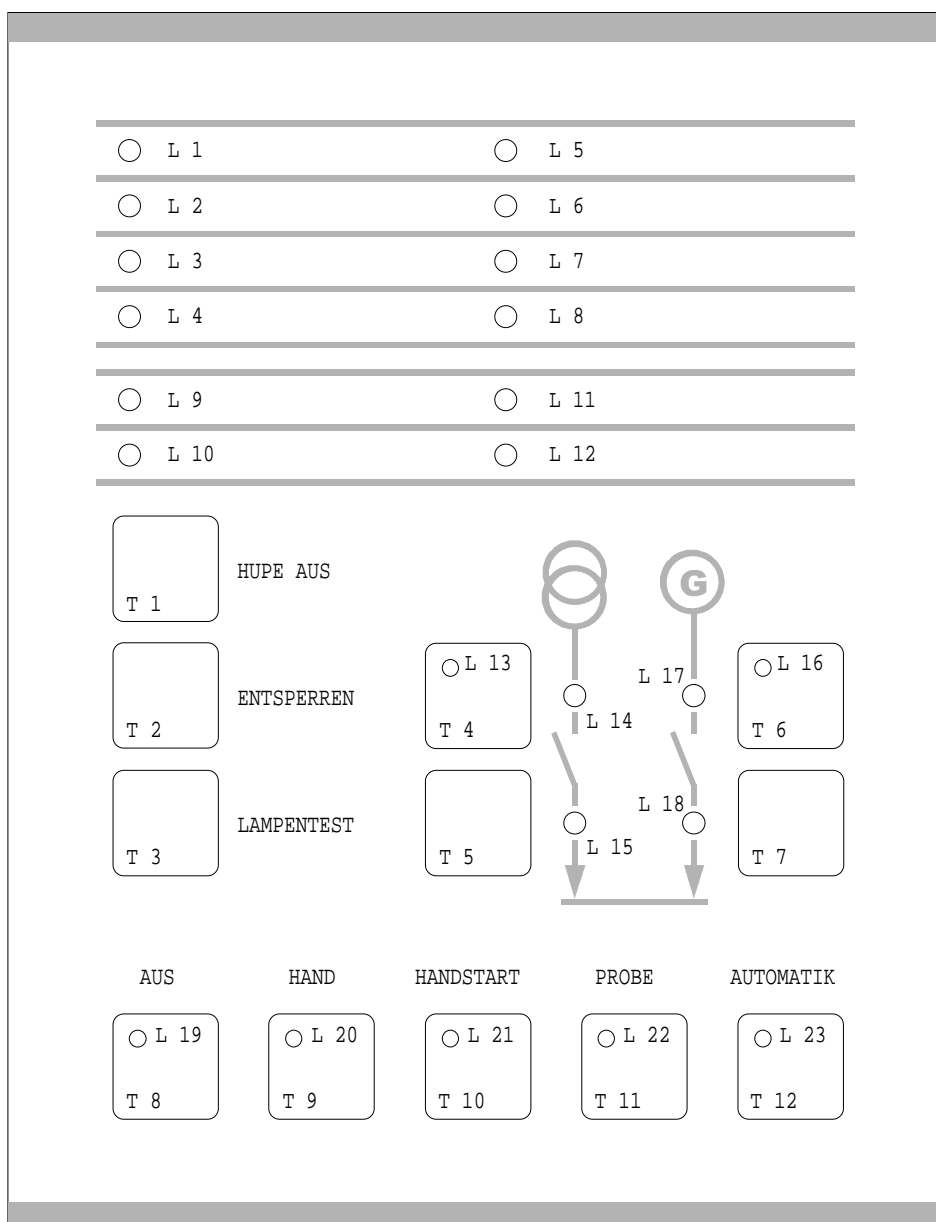 L 1 L 5
L 2 L 6
L 3 L 7
L 4 L 8
L 9 L 11
L 10 L 12
HUPE AUS
G
T 1
L 13 L 17 L 16
ENTSPERREN
T 2 T 4 L 14 T 6
L 18
LAMPENTEST
T 3 T 5 L 15 T 7
AUS HAND HANDSTART PROBE AUTOMATIK
L 19 L 20 L 21 L 22 L 23
T 8 T 9 T 10 T 11 T 12